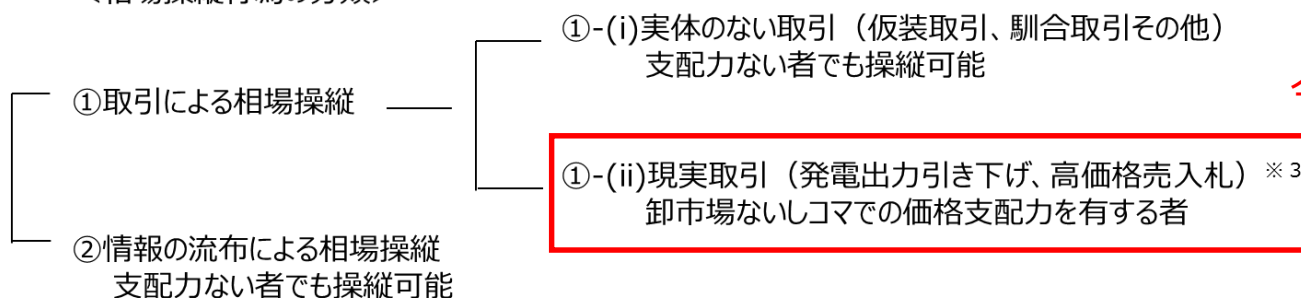 ①-(i)実体のない取引（仮装取引、馴合取引その他）
支配力ない者でも操縦可能
①取引による相場操縦
①-(ii)現実取引（発電出力引き下げ、高価格売入札）※3
卸市場ないしコマでの価格支配力を有する者
②情報の流布による相場操縦
支配力ない者でも操縦可能